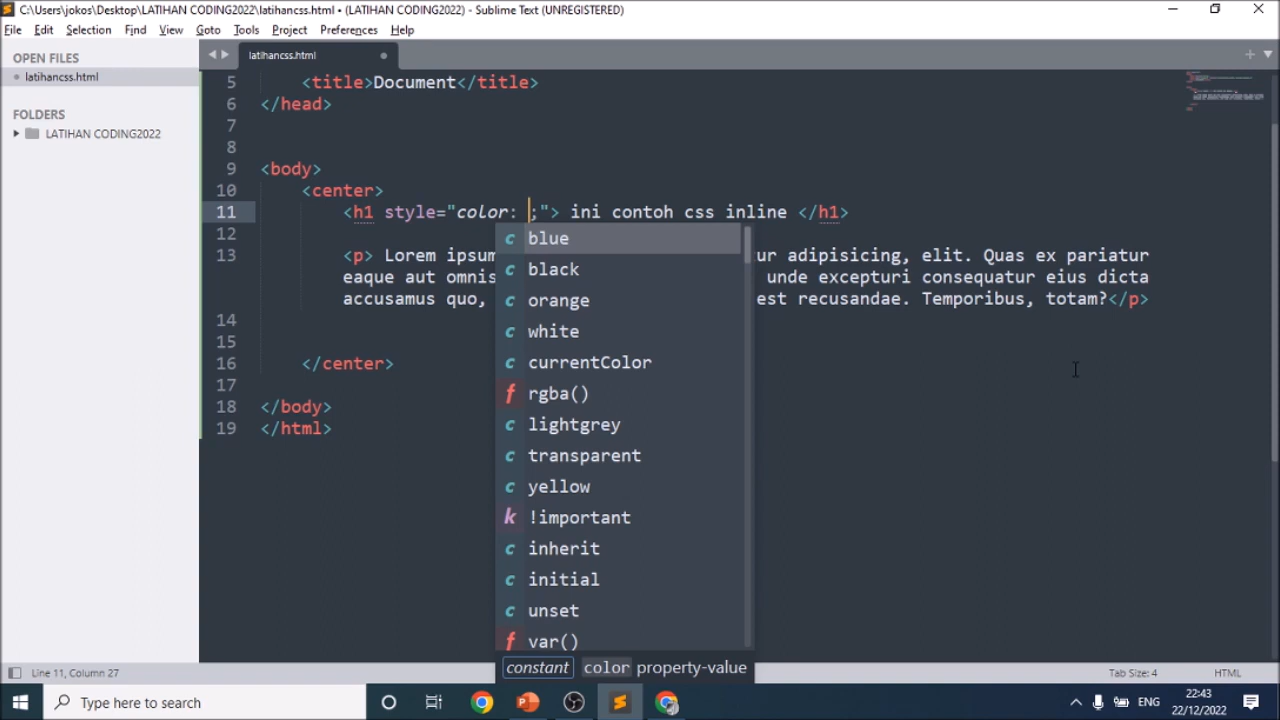 C:\Users\jokos\Desktop\LATIHAN CODING2022\latihancss.html • (LATIHAN CODING2022) - Sublime Text (UNREGISTERED)
File Edit Selection Find View Goto Tools Project Preferences Help
OPEN FILES
latihancss.html
FOLDERS
LATIHAN CODING2022
latihancss.html
5 <title>Document</title>
6 </head>
7
8
9 <body>
10 <center>
11 <h1 style="color: ;"> ini contoh css inline </h1>
12
13 <p> Lorem ipsum ur adipisicing, elit. Quas ex pariatur
eaque aut omnis unde excepturi consequatur eius dicta
accusamus quo, est recusandae. Temporibus, totam?</p>
14
15
16 </center>
17
18 </body>
19 </html>
c blue
c black
c orange
c white
c currentColor
f rgba()
c lightgrey
c transparent
c yellow
k !important
c inherit
c initial
c unset
f var()
constant color property-value
Line 11, Column 27
Tab Size: 4
HTML
Type here to search
ENG
22:43
22/12/2022